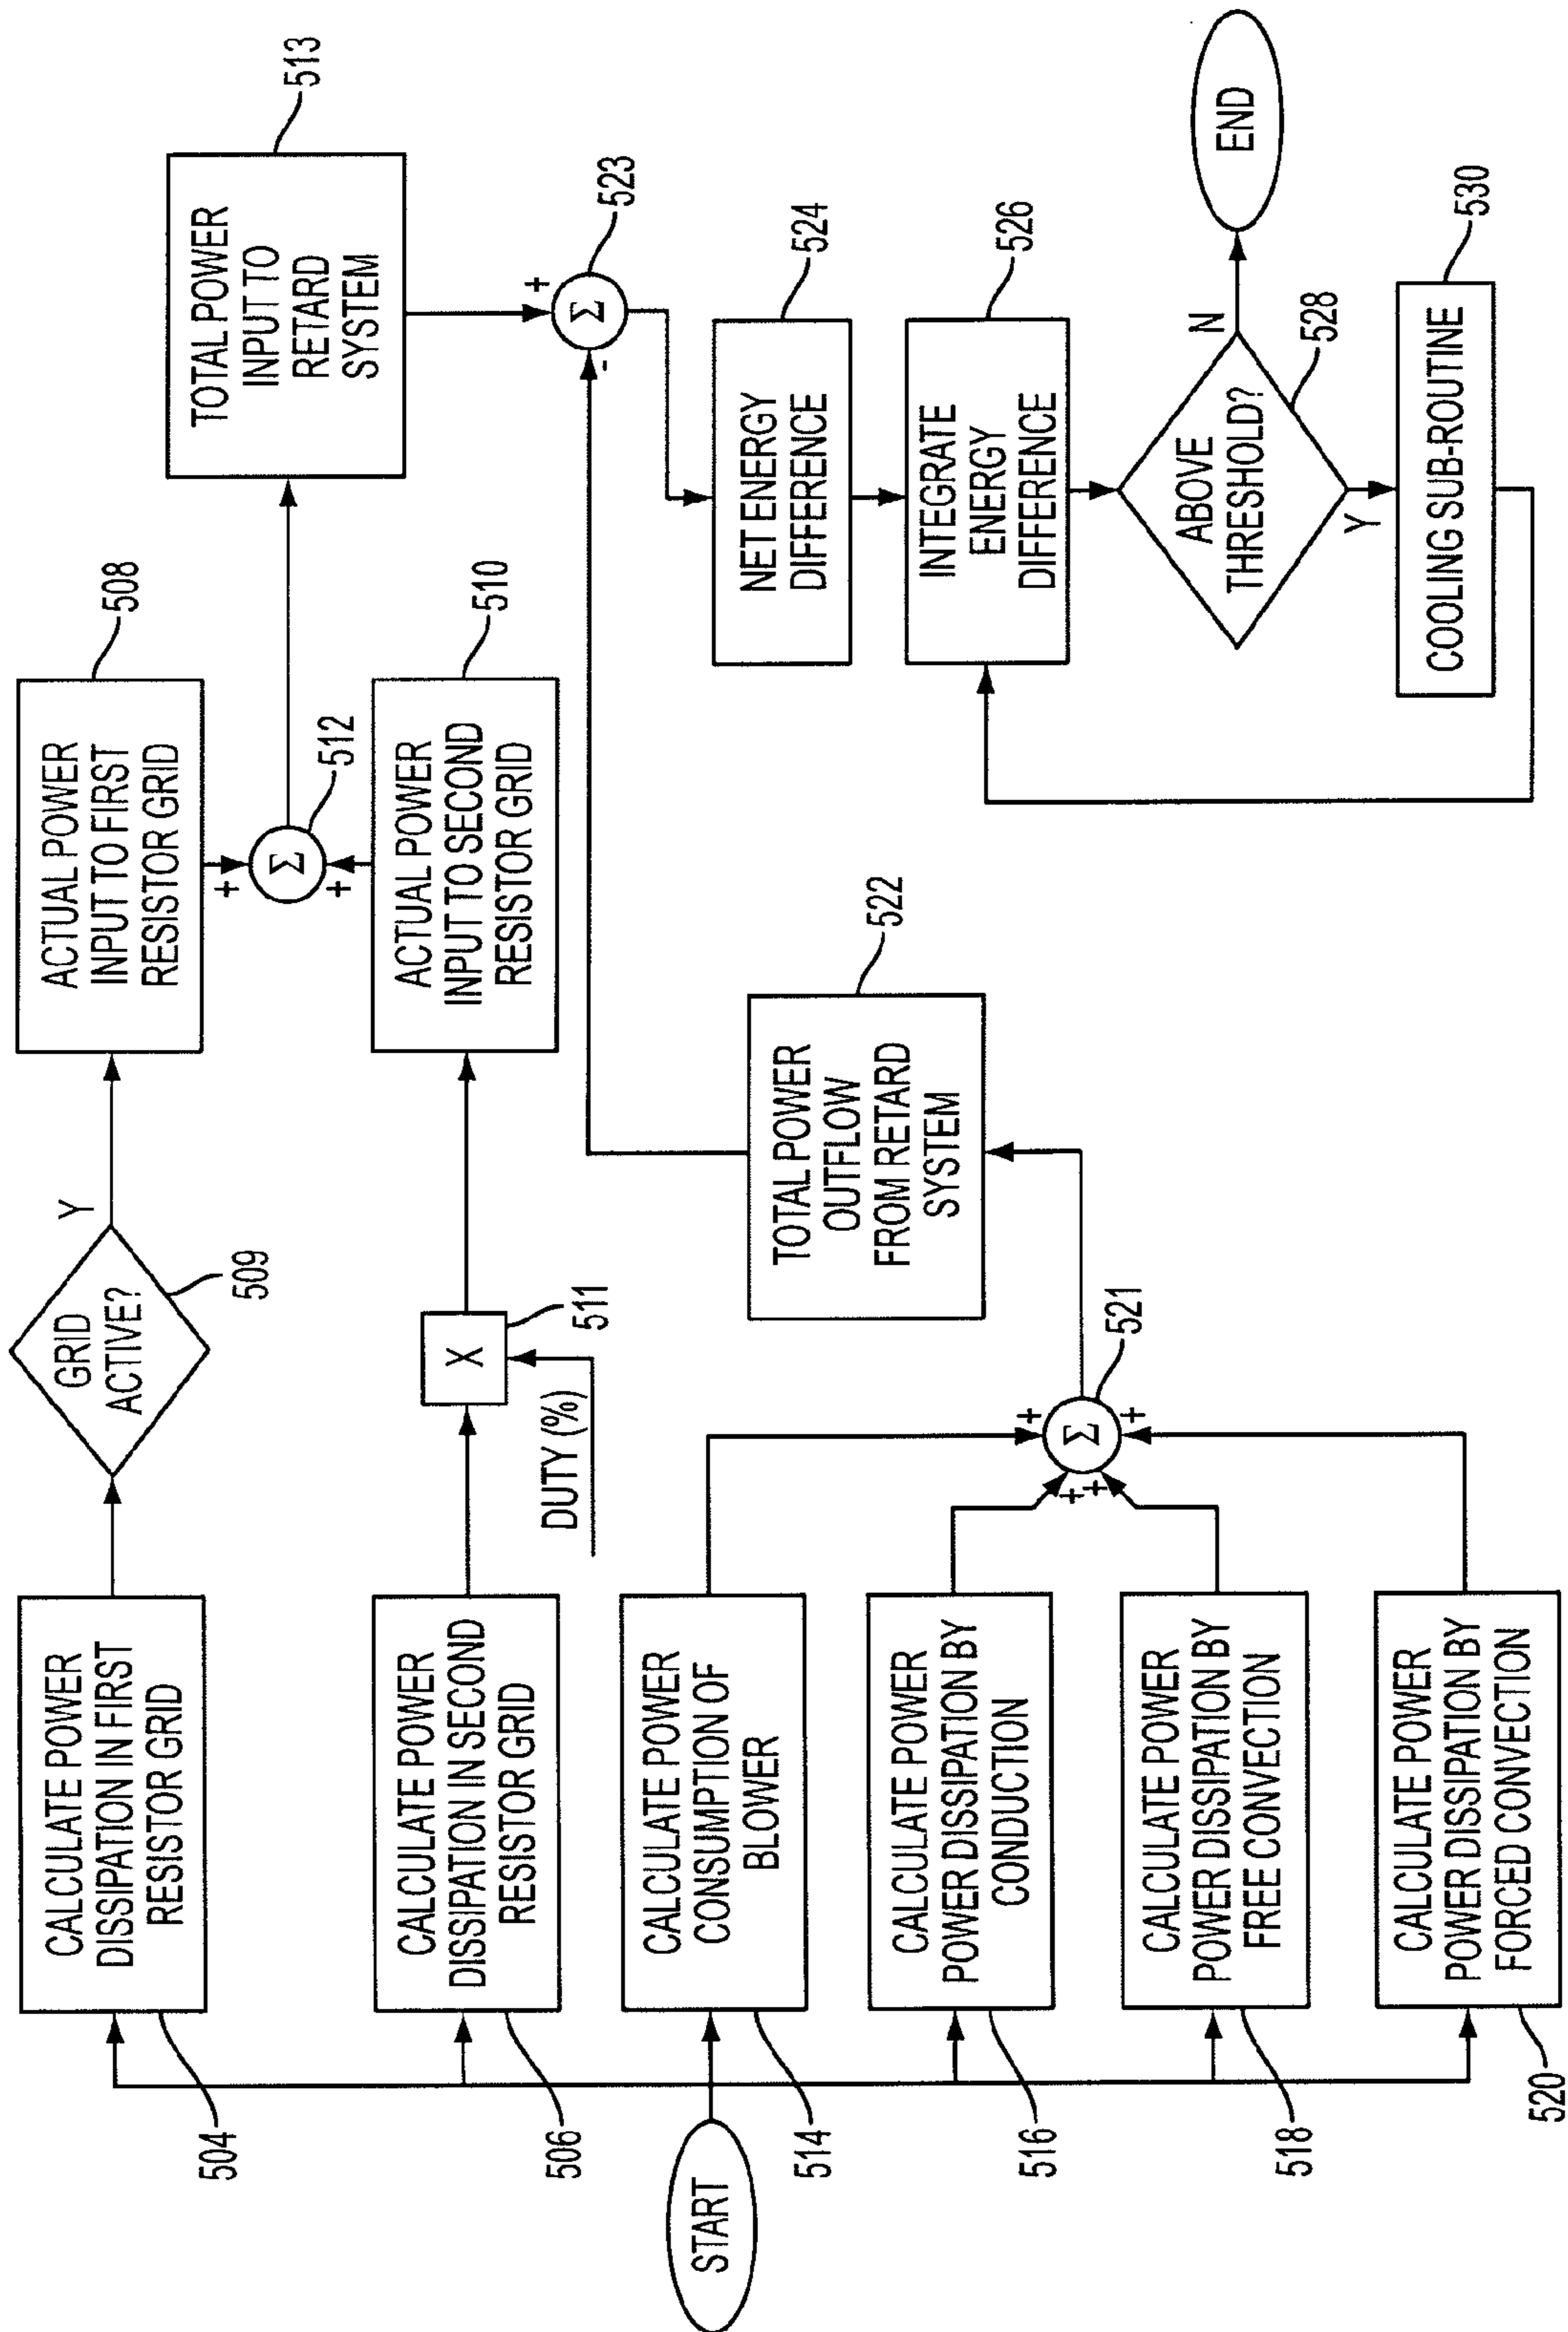 START
504
CALCULATE POWER
DISSIPATION IN FIRST
RESISTOR GRID
GRID
ACTIVE?
509
Y
ACTUAL POWER
INPUT TO FIRST
RESISTOR GRID
508
+
Σ
512
+
TOTAL POWER
INPUT TO
RETARD
SYSTEM
513
506
CALCULATE POWER
DISSIPATION IN SECOND
RESISTOR GRID
X
511
DUTY (%)
ACTUAL POWER
INPUT TO SECOND
RESISTOR GRID
510
514
CALCULATE POWER
CONSUMPTION OF
BLOWER
516
CALCULATE POWER
POWER DISSIPATION BY
CONDUCTION
518
CALCULATE POWER
POWER DISSIPATION BY
FREE CONVECTION
520
CALCULATE POWER
POWER DISSIPATION BY
FORCED CONVECTION
+
+
+
+
Σ
521
TOTAL POWER
OUTFLOW
FROM RETARD
SYSTEM
522
-
+
Σ
523
NET ENERGY
DIFFERENCE
524
INTEGRATE
ENERGY
DIFFERENCE
526
ABOVE
THRESHOLD?
528
N
END
Y
COOLING SUB-ROUTINE
530